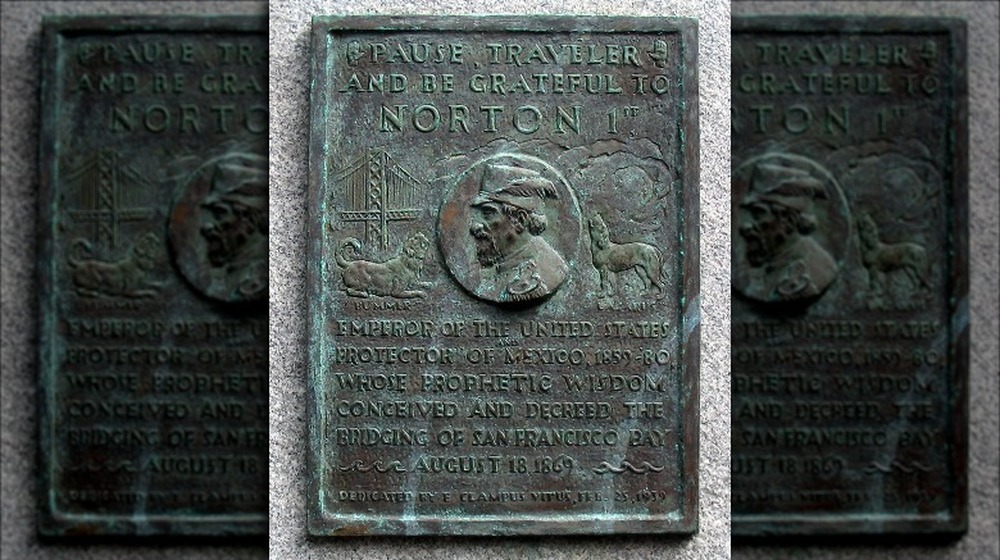 PAUSE, TRAVELER
AND BE GRATEFUL TO
NORTON 1ST
BUMMER LAZARUS
EMPEROR OF THE UNITED STATES
AND
PROTECTOR OF MEXICO, 1859-80,
WHOSE PROPHETIC WISDOM
CONCEIVED AND DECREED THE
BRIDGING OF SAN FRANCISCO BAY
AUGUST 18, 1869
DEDICATED BY E CLAMPUS VITUS, FEB. 25, 1939